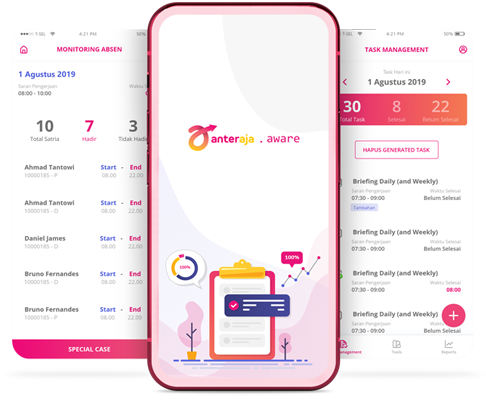 T-SEL 4:21 PM 50%
MONITORING ABSEN
1 Agustus 2019
Saran Pengerjaan
08:00 - 10:00
Waktu
10 7 3
Total Satria Hadir Tidak Hadir
Ahmad Tantowi Start - End
10000185 - P 08.00 22.00
Ahmad Tantowi Start - End
10000185 - D 08.00 22.00
Daniel James Start - End
10000185 - D 08.00 22.00
Bruno Fernandes Start - End
10000185 - P 08.00 22.00
Bruno Fernandes Start - End
10000185 - D 08.00 22.00
SPECIAL CASE
anteraja . aware
100%
100%
4:21 PM 50%
TASK MANAGEMENT
Task Hari ini
1 Agustus 2019
30 8 22
Total Task Selesai Belum Selesai
HAPUS GENERATED TASK
Briefing Daily (and Weekly)
Saran Pengerjaan Waktu Selesai
07:30 - 09:00 Belum Selesai
Tambahan
Briefing Daily (and Weekly)
Saran Pengerjaan Waktu Selesai
07:30 - 09:00 Belum Selesai
Briefing Daily (and Weekly)
Saran Pengerjaan Waktu Selesai
07:30 - 09:00 08:00
Briefing Daily (and Weekly)
Saran Pengerjaan
07:30 - 09:00 Belum Selesai
Tools Reports